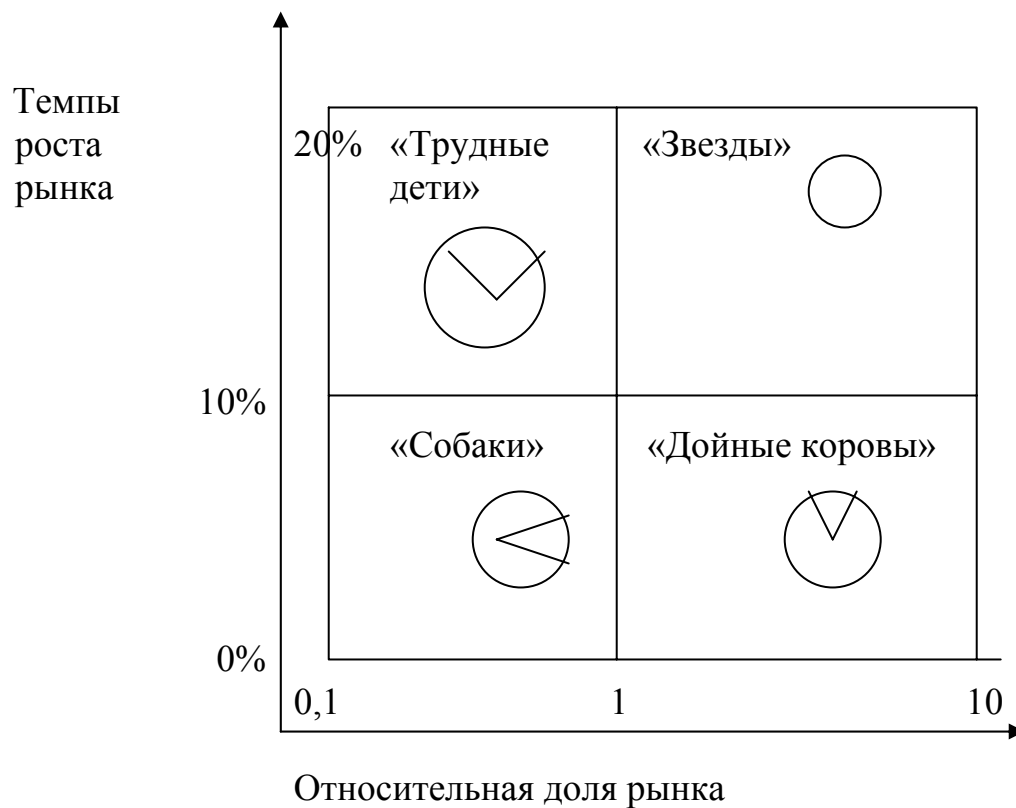 Темпы
роста
рынка
20% «Трудные
дети»
«Звезды»
10%
«Собаки»
«Дойные коровы»
0%
0,1 1 10
Относительная доля рынка